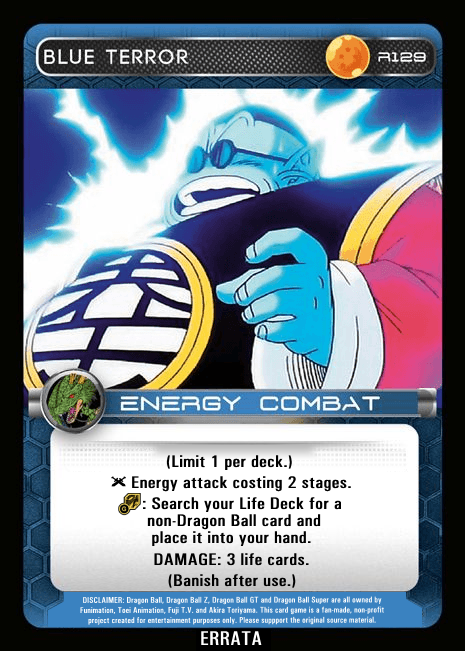 BLUE TERROR
R129
ENERGY COMBAT
(Limit 1 per deck.)
Energy attack costing 2 stages.
: Search your Life Deck for a
non-Dragon Ball card and
place it into your hand.
DAMAGE: 3 life cards.
(Banish after use.)
DISCLAIMER: Dragon Ball, Dragon Ball Z, Dragon Ball GT and Dragon Ball Super are all owned by
Funimation, Toei Animation, Fuji T.V. and Akira Toriyama. This card game is a fan-made, non-profit
project created for entertainment purposes only. Please suppport the original source material.
ERRATA